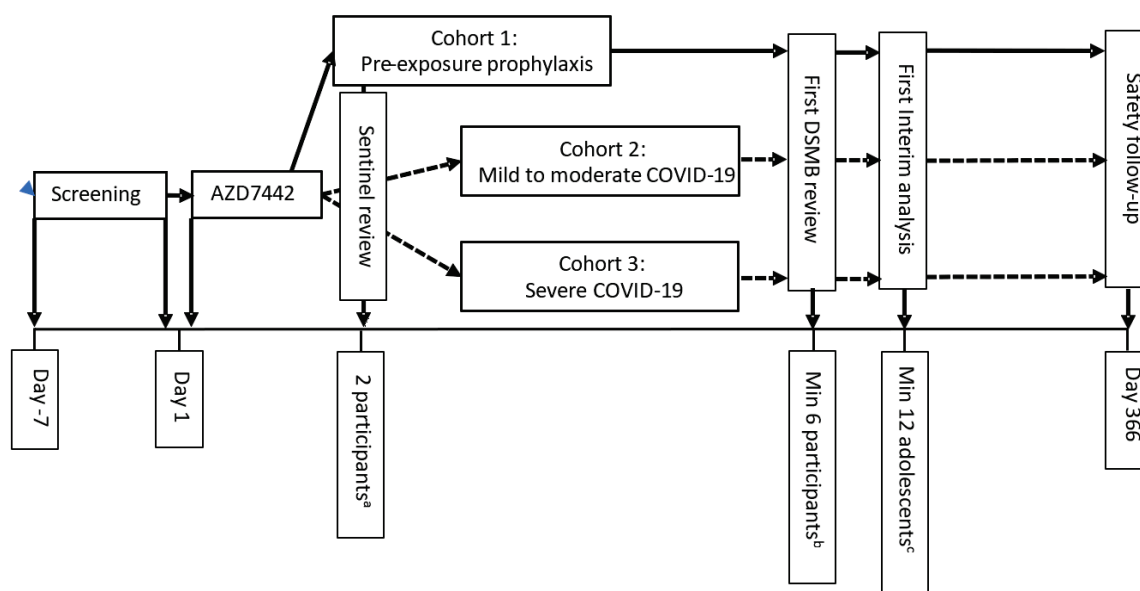 Cohort 1:
Pre-exposure prophylaxis
Screening
AZD7442
Sentinel review
Cohort 2:
Mild to moderate COVID-19
Cohort 3:
Severe COVID-19
First DSMB review
First Interim analysis
Safety follow-up
Day -7
Day 1
2 participantsᵃ
Min 6 participantsᵇ
Min 12 adolescentsᶜ
Day 366